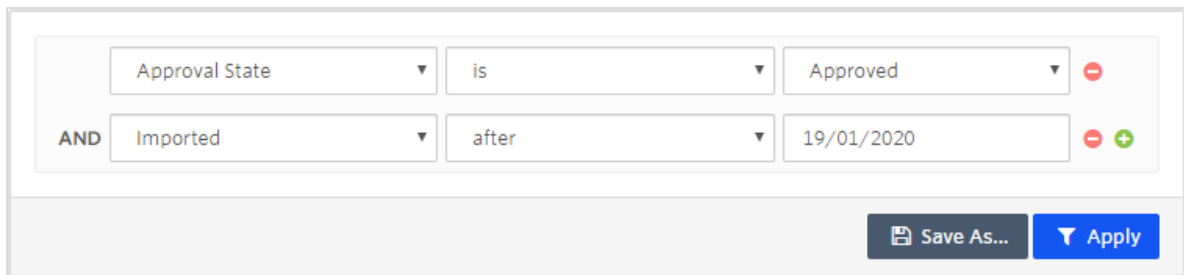 Approval State is Approved
AND Imported after 19/01/2020
Save As... Apply